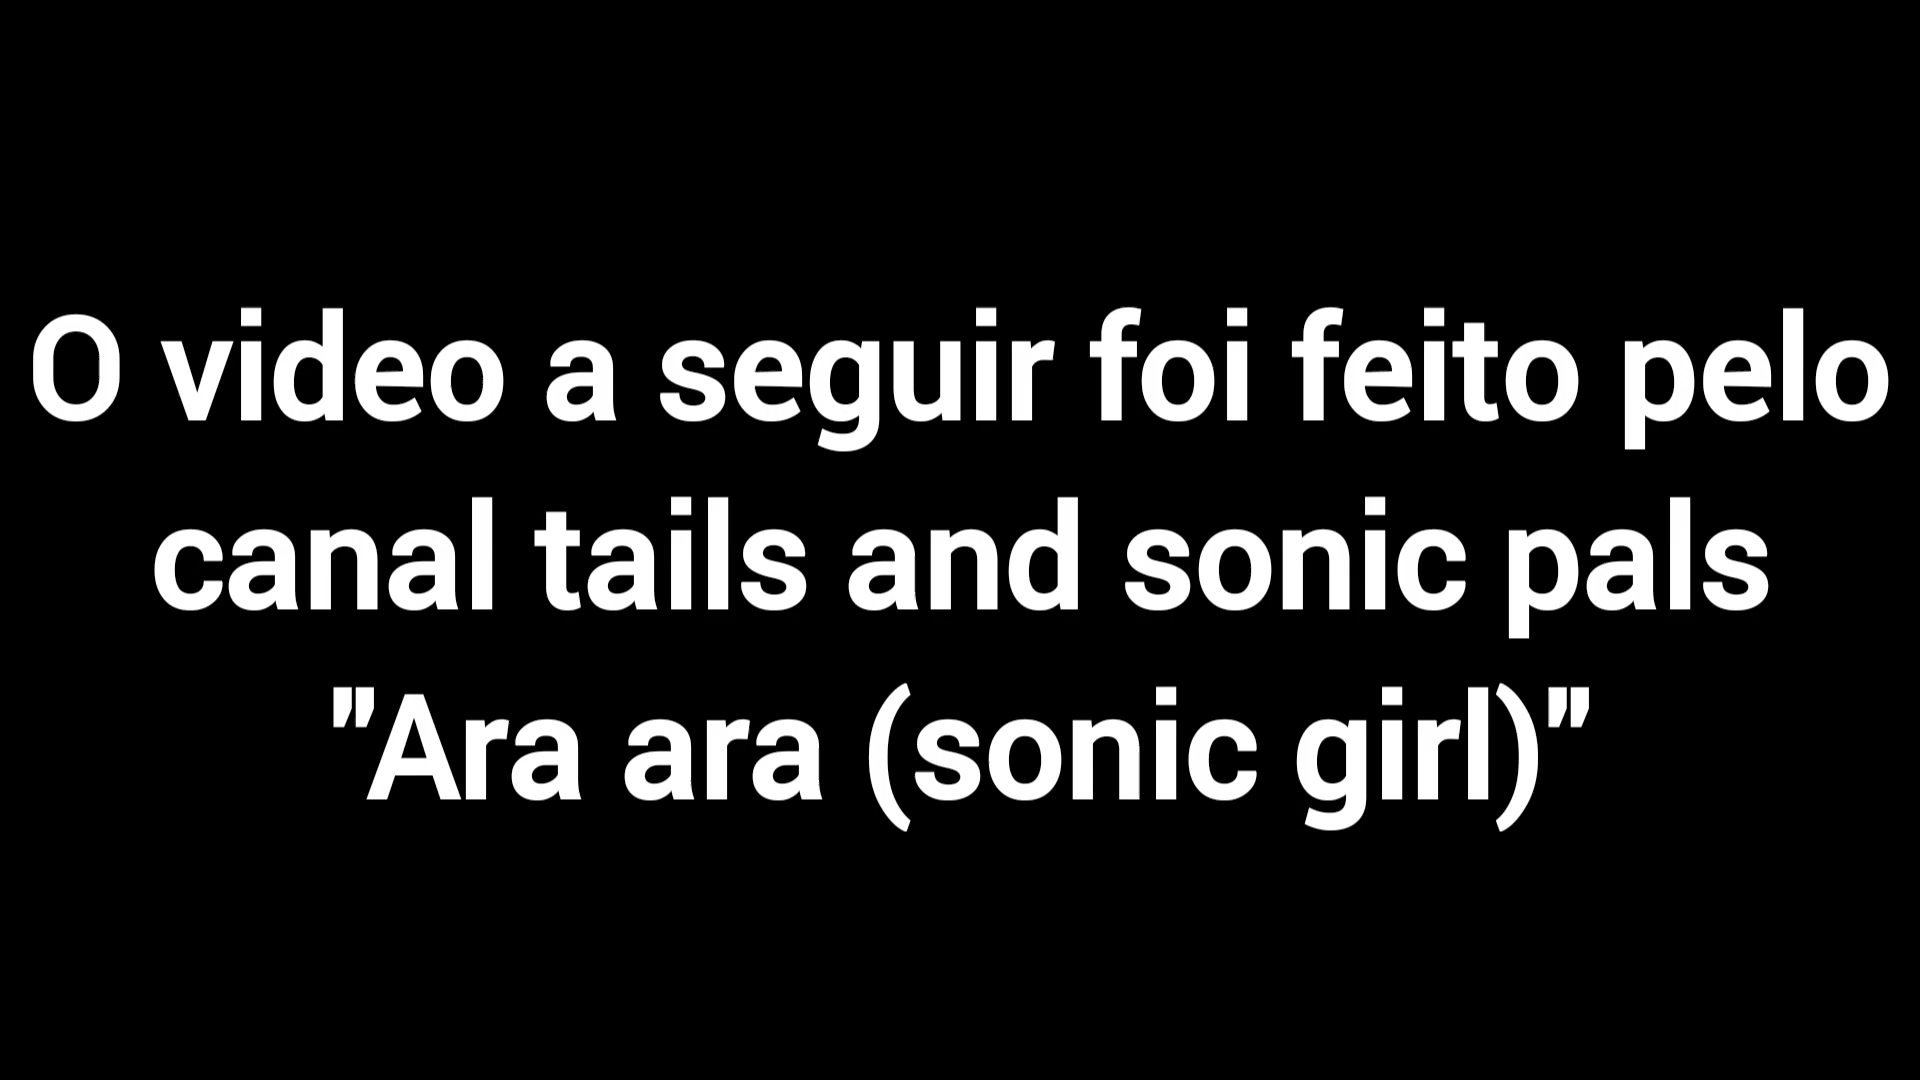 O video a seguir foi feito pelo
canal tails and sonic pals
"Ara ara (sonic girl)"